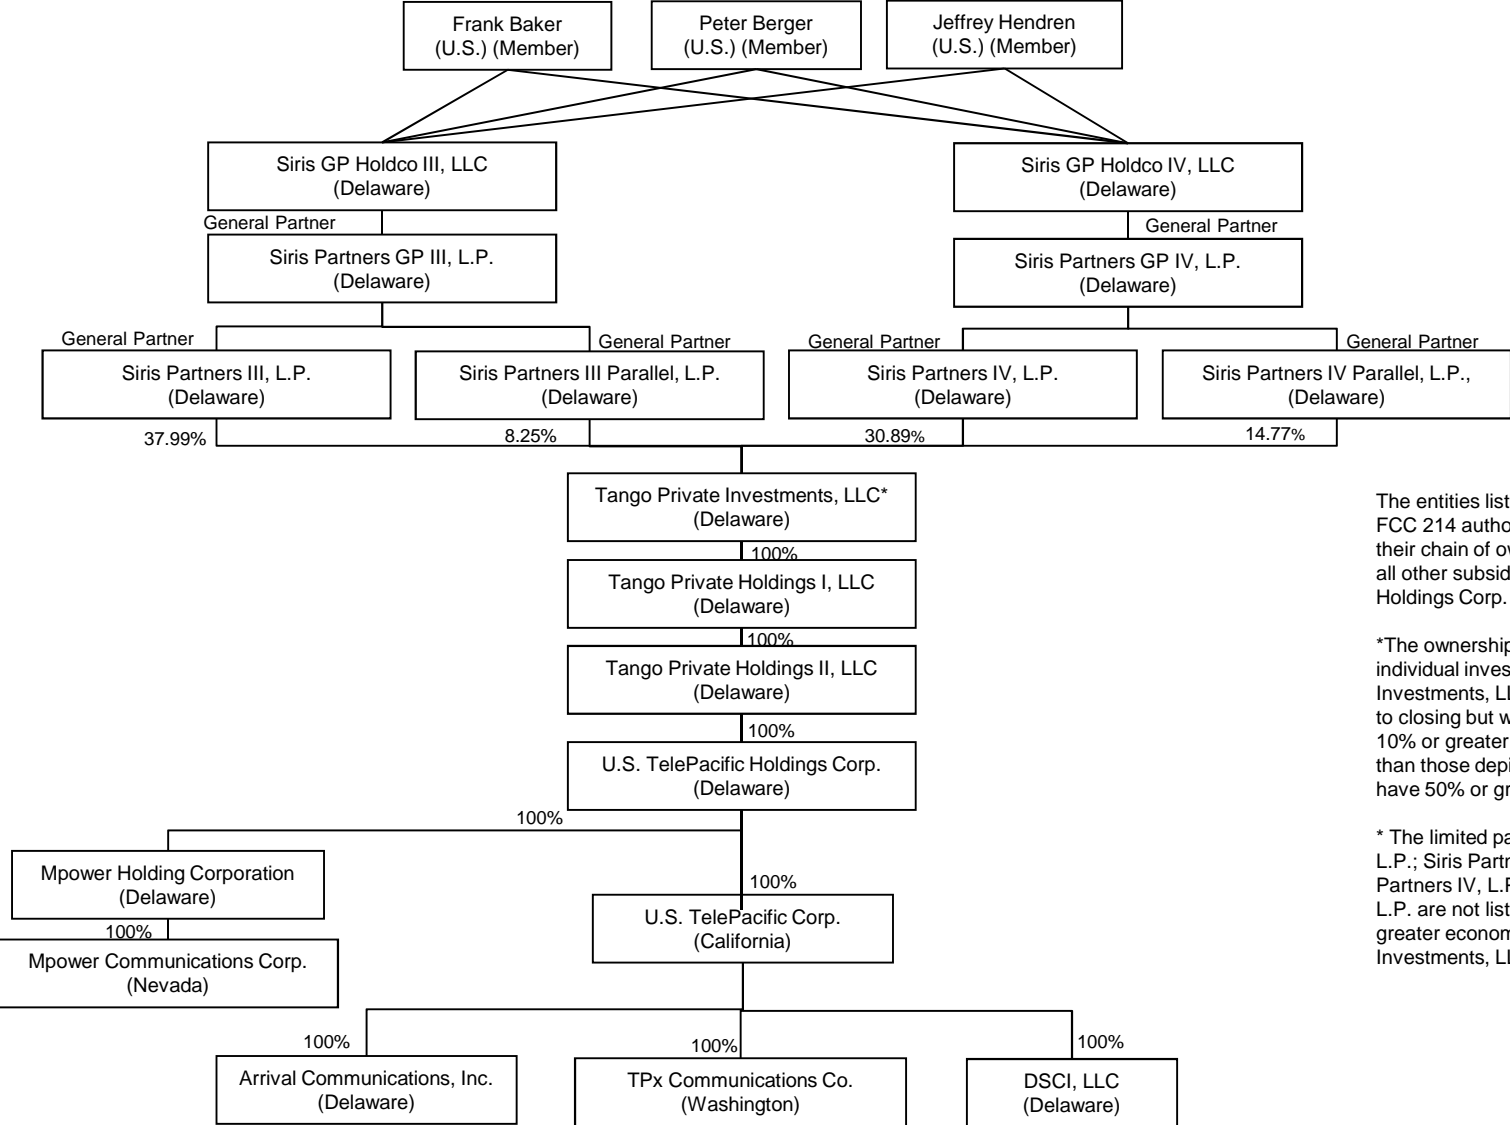 Frank Baker
(U.S.) (Member)
Peter Berger
(U.S.) (Member)
Jeffrey Hendren
(U.S.) (Member)
Siris GP Holdco III, LLC
(Delaware)
Siris GP Holdco IV, LLC
(Delaware)
General Partner
General Partner
Siris Partners GP III, L.P.
(Delaware)
Siris Partners GP IV, L.P.
(Delaware)
General Partner
General Partner
General Partner
General Partner
Siris Partners III, L.P.
(Delaware)
Siris Partners III Parallel, L.P.
(Delaware)
Siris Partners IV, L.P.
(Delaware)
Siris Partners IV Parallel, L.P.,
(Delaware)
37.99%
8.25%
30.89%
14.77%
Tango Private Investments, LLC*
(Delaware)
100%
Tango Private Holdings I, LLC
(Delaware)
100%
Tango Private Holdings II, LLC
(Delaware)
100%
U.S. TelePacific Holdings Corp.
(Delaware)
100%
Mpower Holding Corporation
(Delaware)
100%
Mpower Communications Corp.
(Nevada)
100%
U.S. TelePacific Corp.
(California)
100%
Arrival Communications, Inc.
(Delaware)
100%
TPx Communications Co.
(Washington)
100%
DSCI, LLC
(Delaware)
The entities list
FCC 214 autho
their chain of ow
all other subsid
Holdings Corp.
*The ownership
individual inves
Investments, LL
to closing but w
10% or greater
than those depi
have 50% or gr
* The limited pa
L.P.; Siris Partn
Partners IV, L.P
L.P. are not list
greater econom
Investments, LL